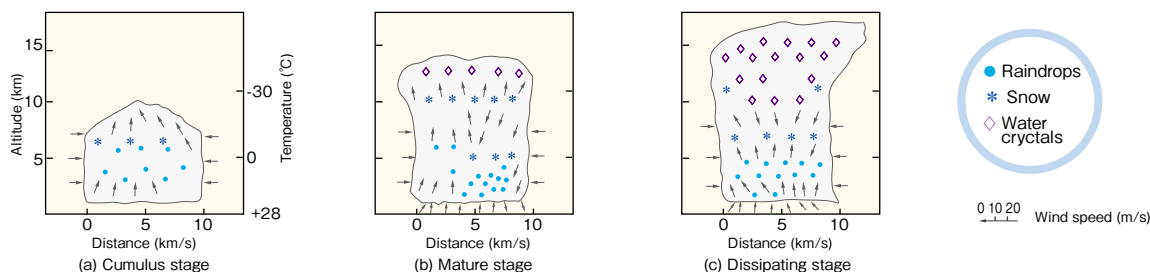 15
10
5
Altitude (km)
-30
0
+28
Temperature (℃)
0 5 10
Distance (km/s)
(a) Cumulus stage
0 5 10
Distance (km/s)
(b) Mature stage
0 5 10
Distance (km/s)
(c) Dissipating stage
Raindrops
Snow
Water
cryctals
0 10 20
Wind speed (m/s)